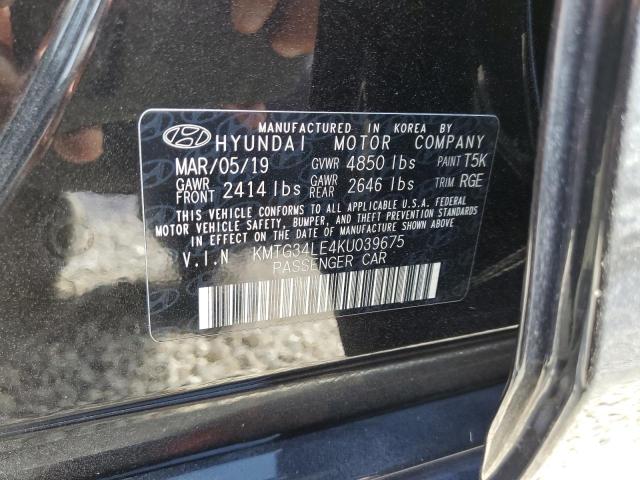 MANUFACTURED IN KOREA BY
HYUNDAI MOTOR COMPANY
MAR/05/19 GVWR 4850 lbs PAINT T5K
GAWR FRONT 2414 lbs GAWR REAR 2646 lbs TRIM RGE
THIS VEHICLE CONFORMS TO ALL APPLICABLE U.S.A. FEDERAL
MOTOR VEHICLE SAFETY, BUMPER, AND THEFT PREVENTION STANDARDS
IN EFFECT ON THE DATE OF MANUFACTURE SHOWN ABOVE.
V.I.N KMTG34LE4KU039675
PASSENGER CAR